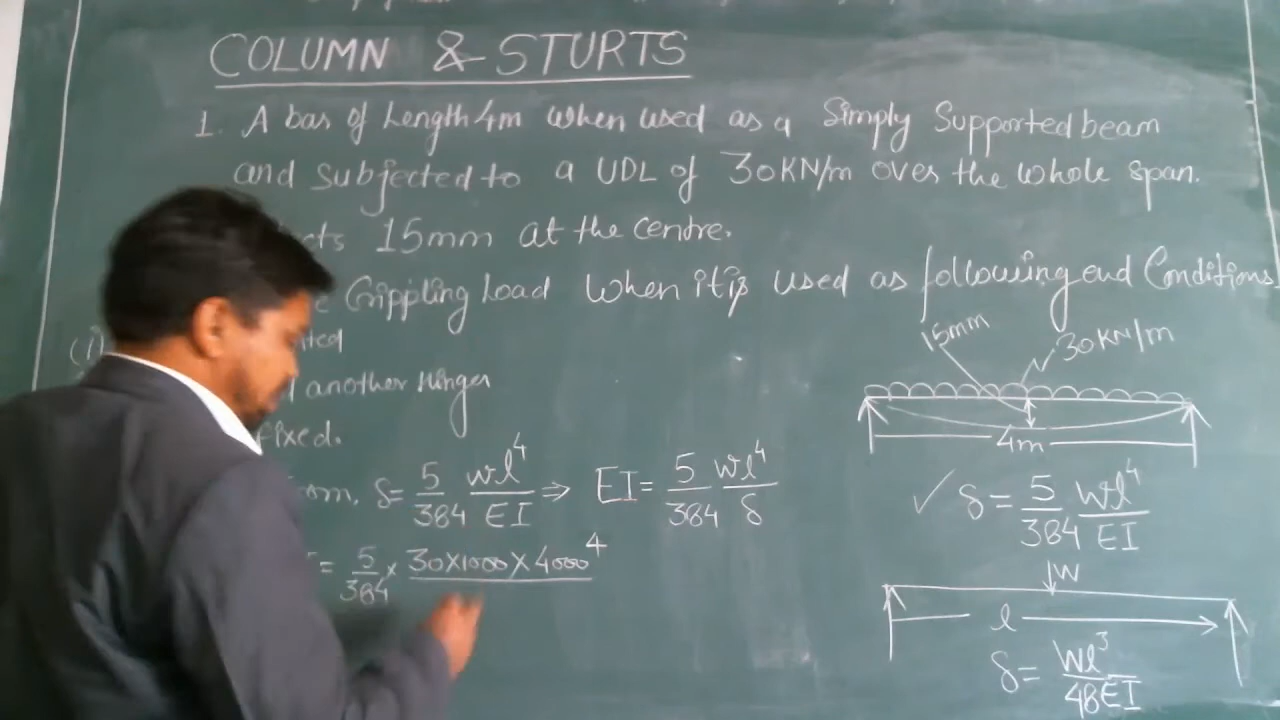 COLUMN & STURTS
1. A bar of Length 4m when used as a Simply Supported beam
and subjected to a UDL of 30KN/m over the whole span.
cts 15mm at the centre.
Crippling Load when it is used as following end Conditions
(i)
another Hinger
fixed.
δ= 5/384 wl⁴/EI ⇒ EI= 5/384 wl⁴/δ
= 5/384 × 30×1000×4000⁴
15mm
30KN/m
4m
✓ δ= 5/384 wl⁴/EI
↓W
l
δ= Wl³/48EI